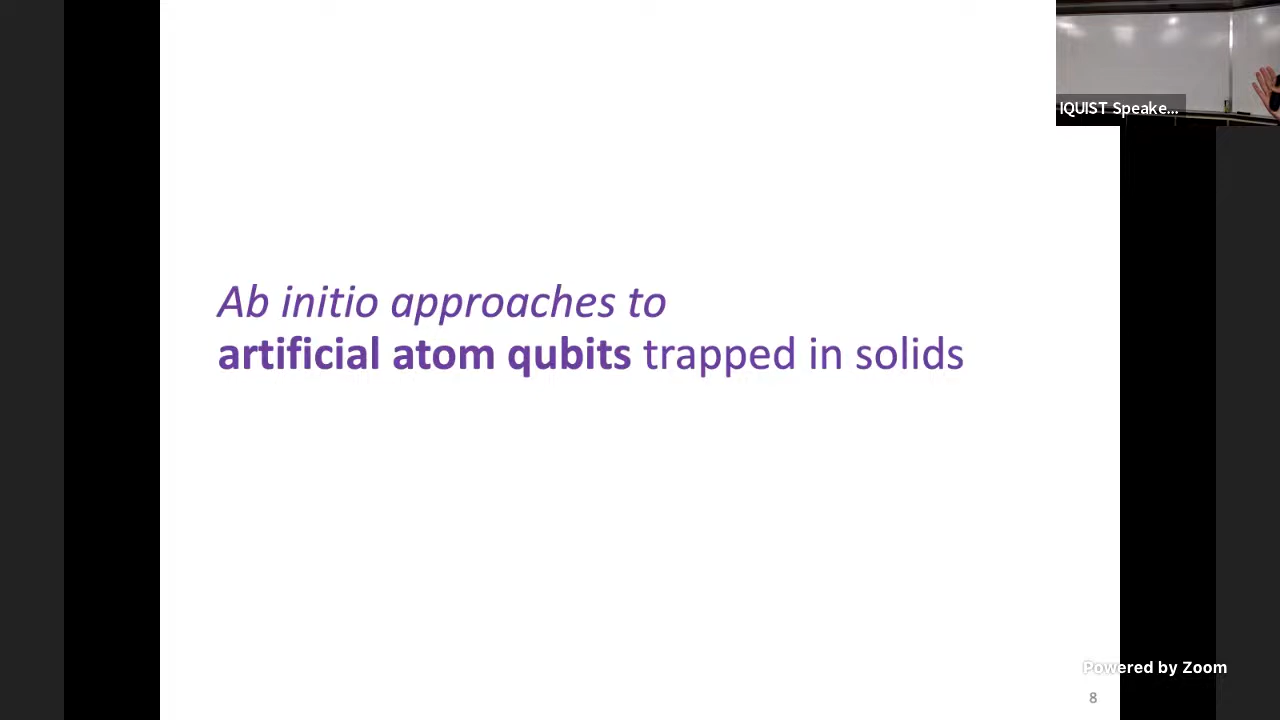 IQUIST Speake...
Ab initio approaches to
artificial atom qubits trapped in solids
Powered by Zoom
8